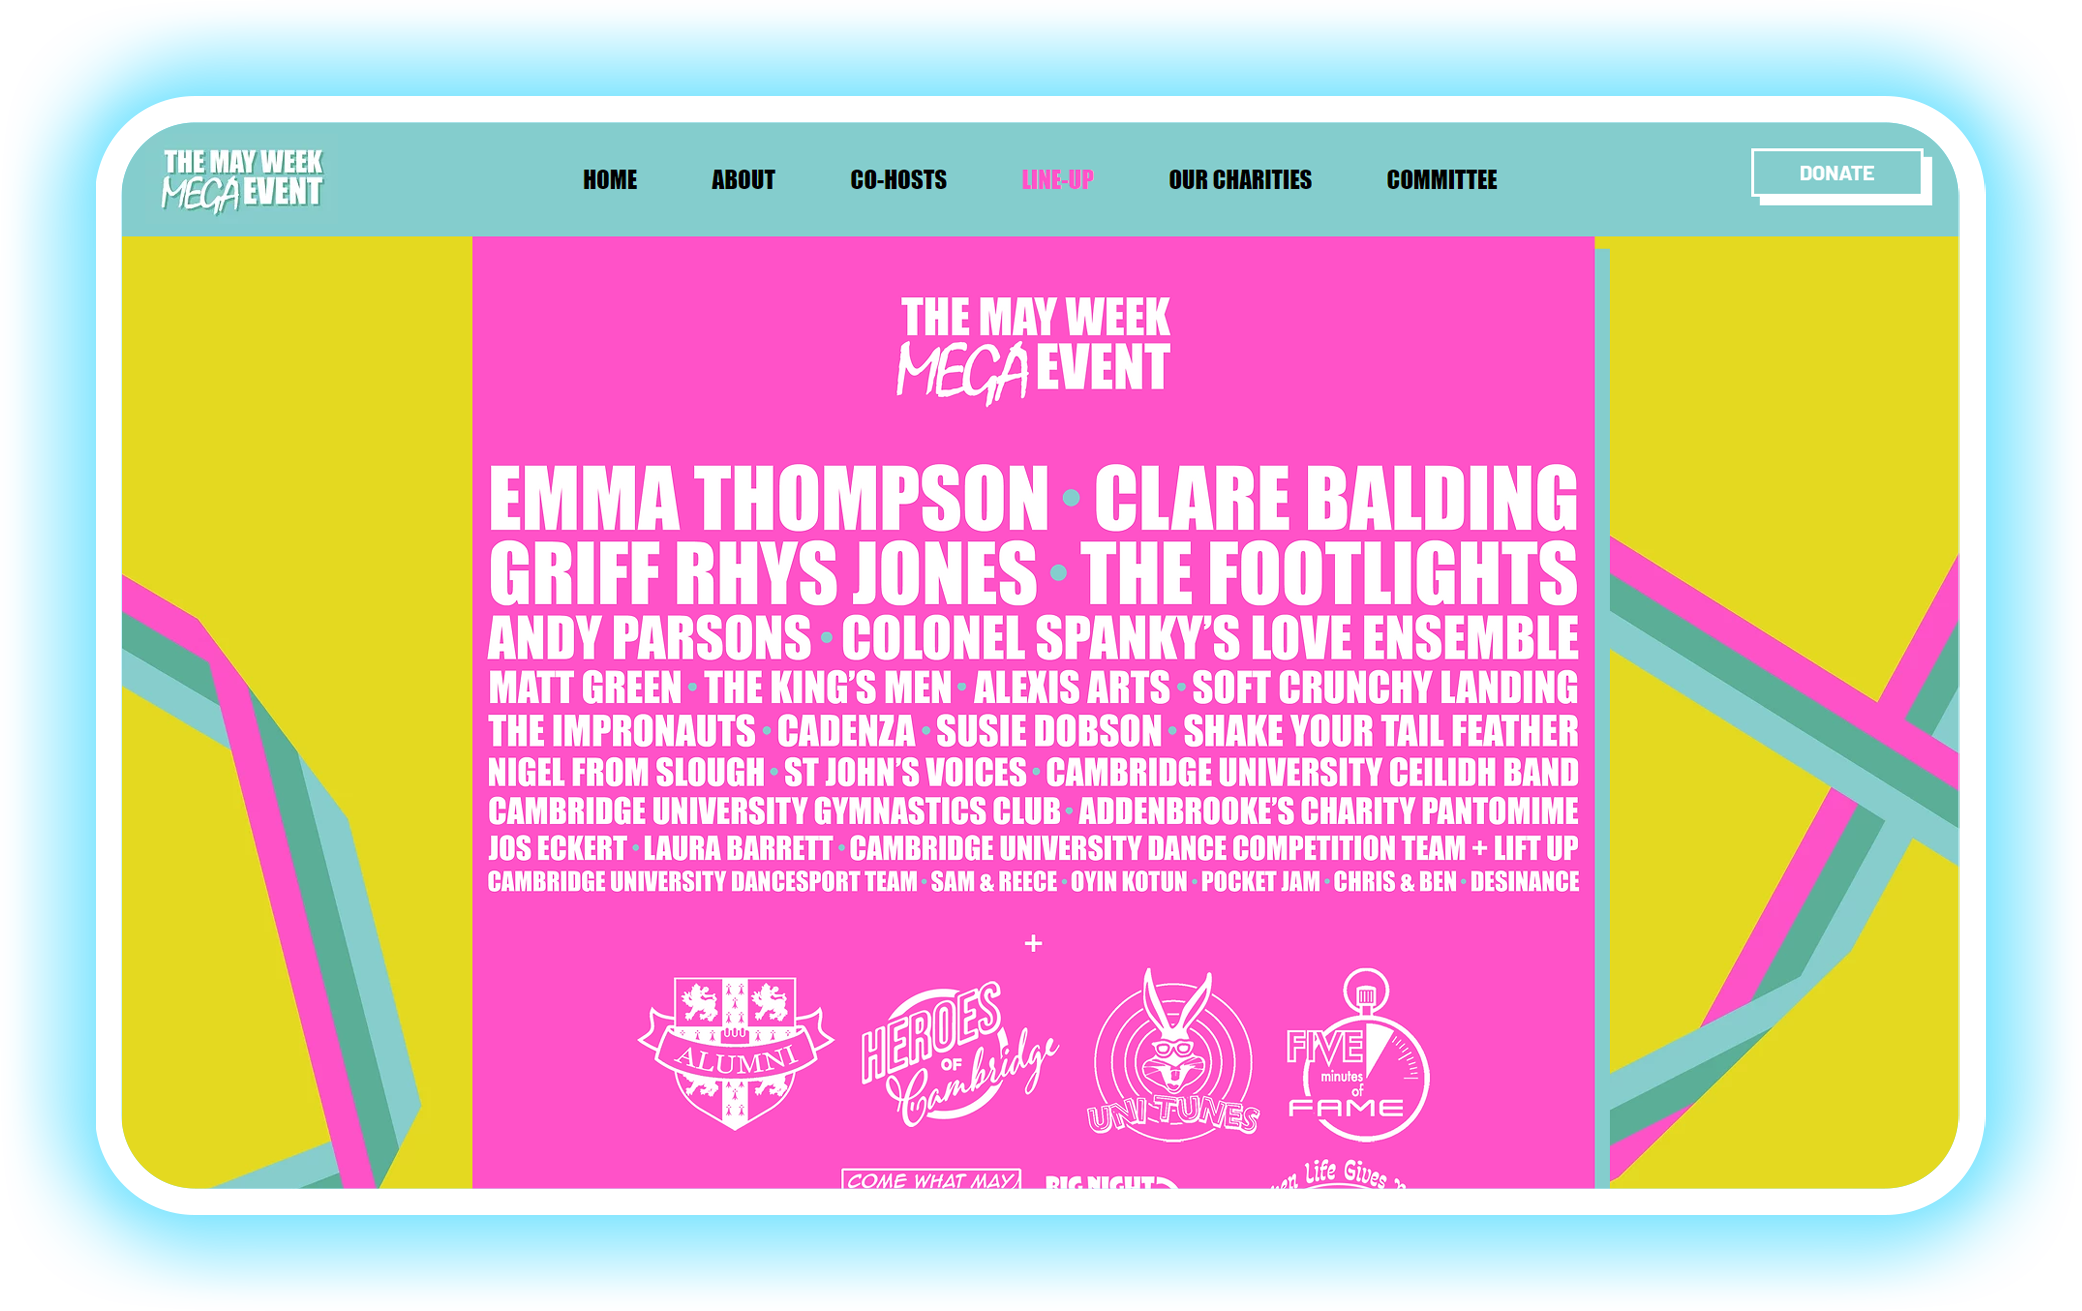 THE MAY WEEK
MEGA EVENT
HOME
ABOUT
CO-HOSTS
LINE-UP
OUR CHARITIES
COMMITTEE
DONATE
THE MAY WEEK
MEGA EVENT
EMMA THOMPSON • CLARE BALDING
GRIFF RHYS JONES • THE FOOTLIGHTS
ANDY PARSONS • COLONEL SPANKY'S LOVE ENSEMBLE
MATT GREEN • THE KING'S MEN • ALEXIS ARTS • SOFT CRUNCHY LANDING
THE IMPRONAUTS • CADENZA • SUSIE DOBSON • SHAKE YOUR TAIL FEATHER
NIGEL FROM SLOUGH • ST JOHN'S VOICES • CAMBRIDGE UNIVERSITY CEILIDH BAND
CAMBRIDGE UNIVERSITY GYMNASTICS CLUB • ADDENBROOKE'S CHARITY PANTOMIME
JOS ECKERT • LAURA BARRETT • CAMBRIDGE UNIVERSITY DANCE COMPETITION TEAM + LIFT UP
CAMBRIDGE UNIVERSITY DANCESPORT TEAM • SAM & REECE • OYIN KOTUN • POCKET JAM • CHRIS & BEN • DESINANCE
+
ALUMNI
HEROES
OF
Cambridge
UNI TUNES
FIVE
minutes
of
FAME
COME WHAT MAY
BIG NIGHT
Life Gives